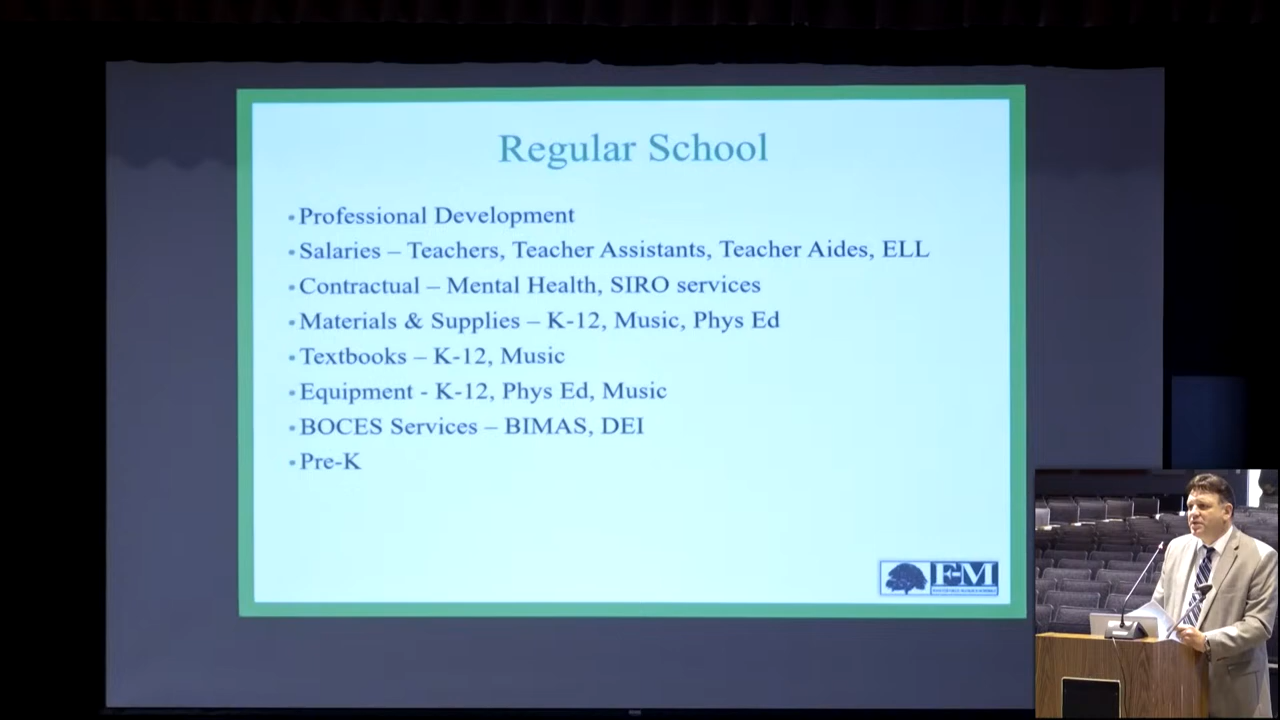 Regular School
• Professional Development
• Salaries – Teachers, Teacher Assistants, Teacher Aides, ELL
• Contractual – Mental Health, SIRO services
• Materials & Supplies – K-12, Music, Phys Ed
• Textbooks – K-12, Music
• Equipment - K-12, Phys Ed, Music
• BOCES Services – BIMAS, DEI
• Pre-K
F-M